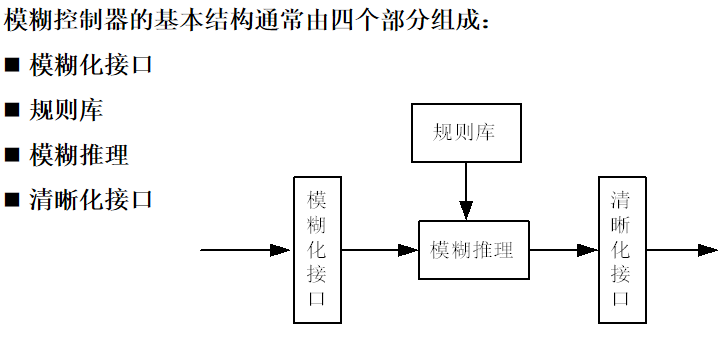 模糊控制器的基本结构通常由四个部分组成：
■ 模糊化接口
■ 规则库
■ 模糊推理
■ 清晰化接口
规则库
模糊化接口
模糊推理
清晰化接口